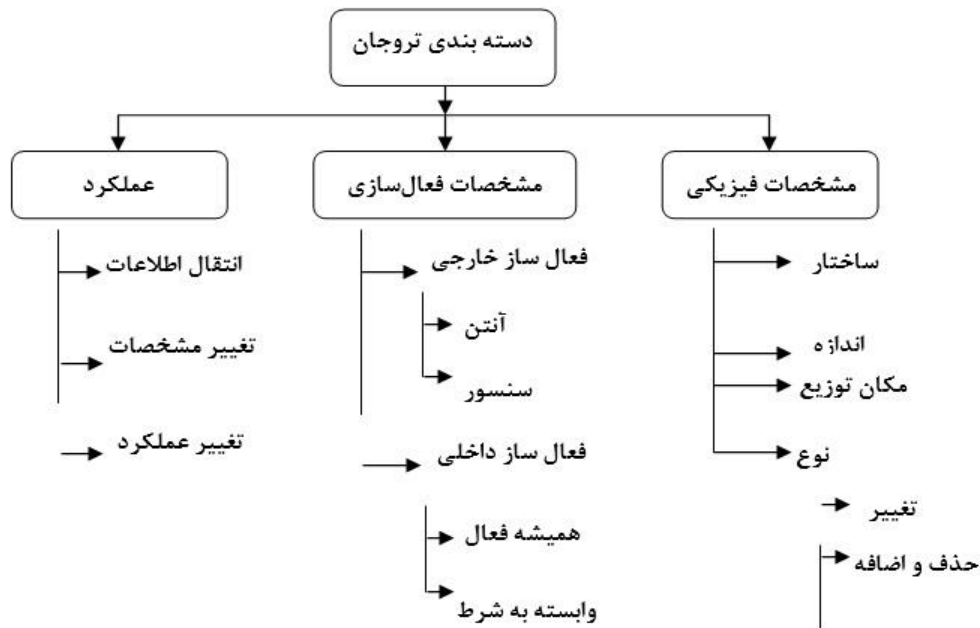 دسته بندی تروجان
مشخصات فیزیکی
ساختار
اندازه
مکان توزیع
نوع
تغییر
حذف و اضافه
مشخصات فعال‌سازی
فعال ساز خارجی
آنتن
سنسور
فعال ساز داخلی
همیشه فعال
وابسته به شرط
عملکرد
انتقال اطلاعات
تغییر مشخصات
تغییر عملکرد